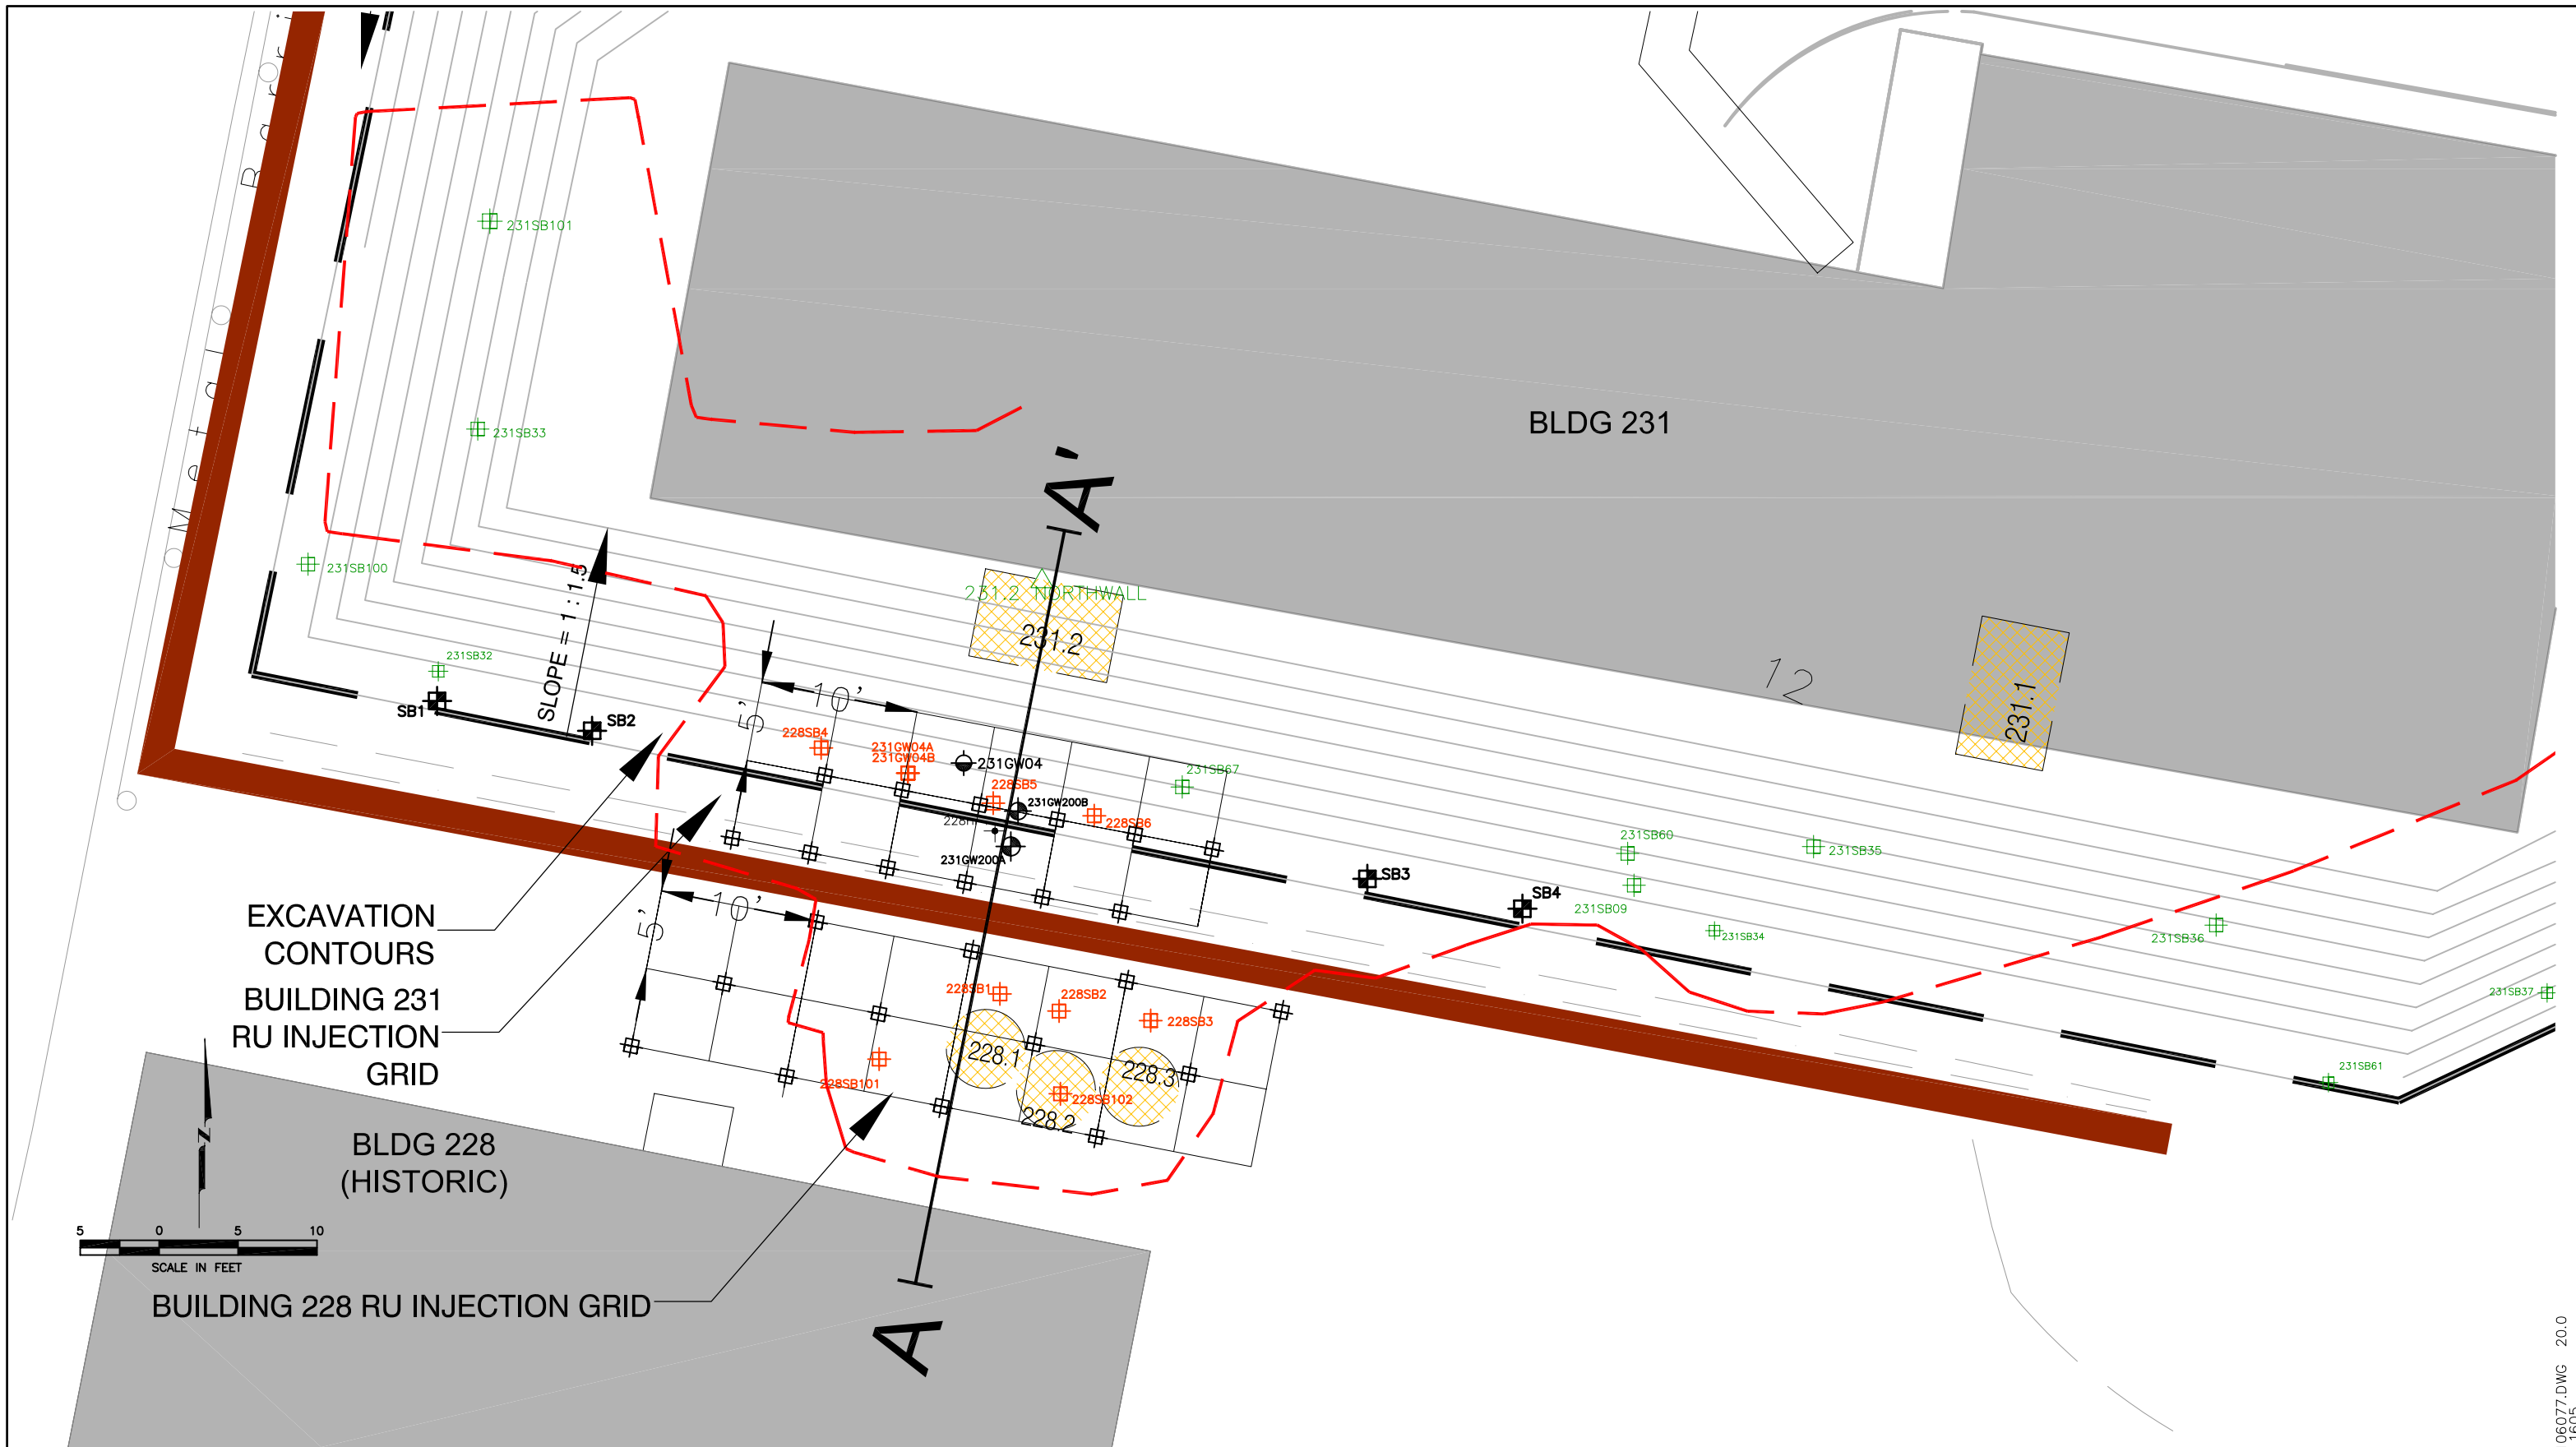 Metal Barri
231SB101
231SB33
231SB100
BLDG 231
A'
231.2 NORTHWALL
231.2
231.1
12
SLOPE = 1 : 1.5
231SB32
SB1
SB2
10'
5'
228SB4
231GW04A
231GW04B
231GW04
228SB5
231GW200B
228SB6
231GW200A
231SB67
SB3
SB4
231SB60
231SB09
231SB35
231SB34
231SB36
231SB37
231SB61
EXCAVATION
CONTOURS
BUILDING 231
RU INJECTION
GRID
10'
5'
228SB1
228SB2
228SB3
228.1
228.2
228.3
228SB101
228SB102
N
BLDG 228
(HISTORIC)
5 0 5 10
SCALE IN FEET
BUILDING 228 RU INJECTION GRID
A
06077.DWG 20.0